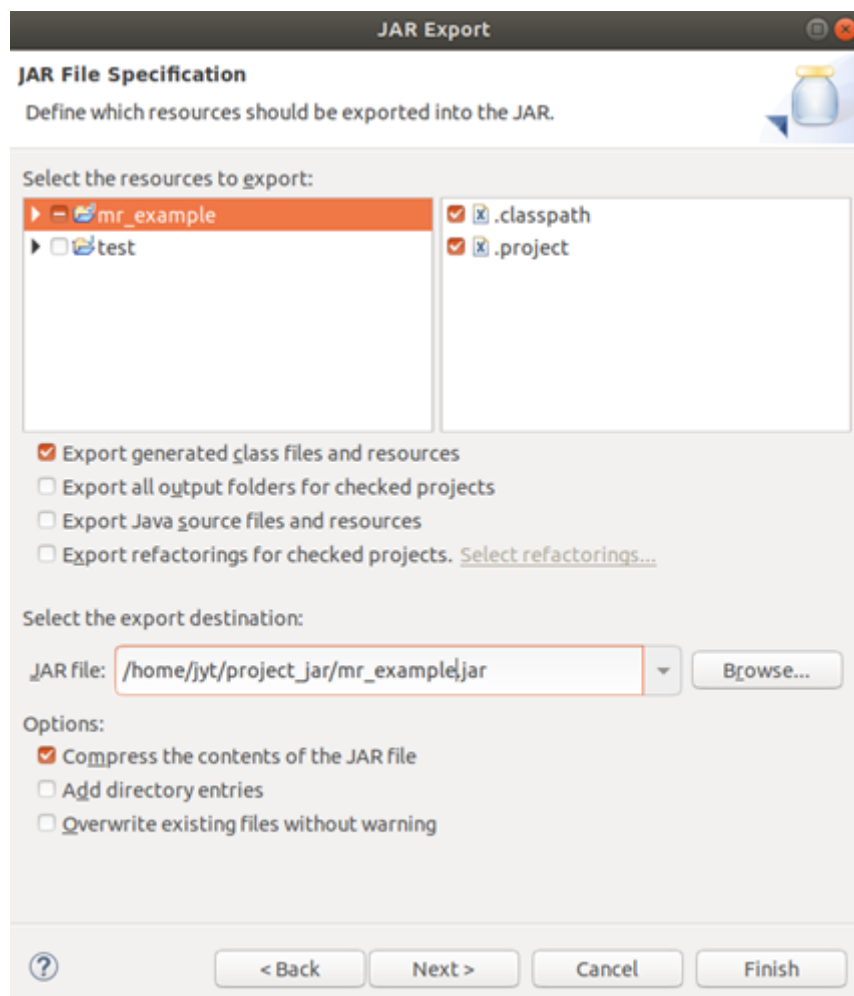 JAR Export
JAR File Specification
Define which resources should be exported into the JAR.
Select the resources to export:
mr_example
.classpath
test
.project
Export generated class files and resources
Export all output folders for checked projects
Export Java source files and resources
Export refactorings for checked projects. Select refactorings...
Select the export destination:
JAR file: /home/jyt/project_jar/mr_example.jar Browse...
Options:
Compress the contents of the JAR file
Add directory entries
Overwrite existing files without warning
? < Back Next > Cancel Finish